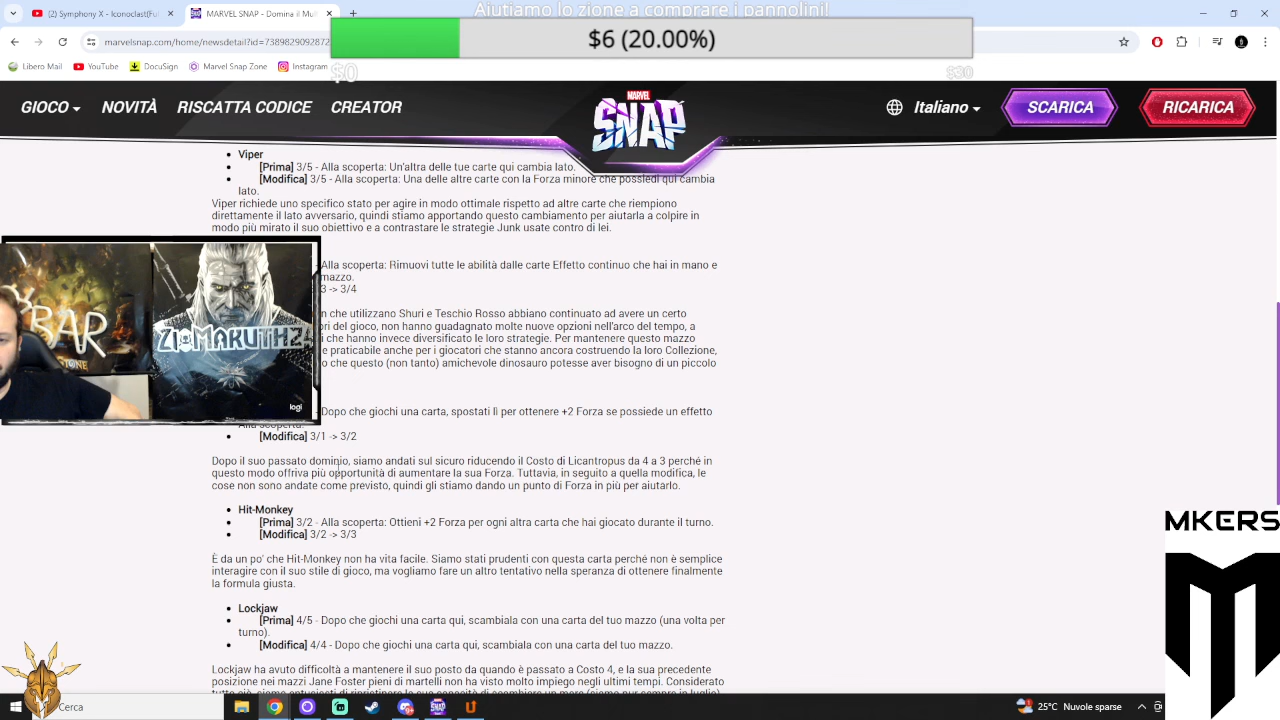 Aiutiamo lo zione a comprare i pannolini!
(4) YouTube - Iconoclast(Fu
MARVEL SNAP | Il migliore Mul
marvelsnap.com/home/newsdetail?id=7389829092872
$6 (20.00%)
$0
$30
Libero Mail
YouTube
DocuSign
Marvel Snap Zone
Instagram
GIOCO
NOVITÀ
RISCATTA CODICE
CREATOR
MARVEL
SNAP
Italiano
SCARICA
RICARICA
Viper
[Prima] 3/5 - Alla scoperta: Un'altra delle tue carte qui cambia lato.
[Modifica] 3/5 - Alla scoperta: Una delle altre carte con la Forza minore che possiedi qui cambia
lato.
Viper richiede uno specifico stato per agire in modo ottimale rispetto ad altre carte che riempiono
direttamente il lato avversario, quindi stiamo apportando questo cambiamento per aiutarla a colpire in
modo più mirato il suo obiettivo e a contrastare le strategie Junk usate contro di lei.
Alla scoperta: Rimuovi tutte le abilità dalle carte Effetto continuo che hai in mano e
mazzo.
3 -> 3/4
n che utilizzano Shuri e Teschio Rosso abbiano continuato ad avere un certo
ori del gioco, non hanno guadagnato molte nuove opzioni nell'arco del tempo, a
i che hanno invece diversificato le loro strategie. Per mantenere questo mazzo
e praticabile anche per i giocatori che stanno ancora costruendo la loro Collezione,
o che questo (non tanto) amichevole dinosauro potesse aver bisogno di un piccolo
- Dopo che giochi una carta, spostati lì per ottenere +2 Forza se possiede un effetto
Alla scoperta.
[Modifica] 3/1 -> 3/2
Dopo il suo passato dominio, siamo andati sul sicuro riducendo il Costo di Licantropus da 4 a 3 perché in
questo modo offriva più opportunità di aumentare la sua Forza. Tuttavia, in seguito a quella modifica, le
cose non sono andate come previsto, quindi gli stiamo dando un punto di Forza in più per aiutarlo.
Hit-Monkey
[Prima] 3/2 - Alla scoperta: Ottieni +2 Forza per ogni altra carta che hai giocato durante il turno.
[Modifica] 3/2 -> 3/3
È da un po' che Hit-Monkey non ha vita facile. Siamo stati prudenti con questa carta perché non è semplice
interagire con il suo stile di gioco, ma vogliamo fare un altro tentativo nella speranza di ottenere finalmente
la formula giusta.
Lockjaw
[Prima] 4/5 - Dopo che giochi una carta qui, scambiala con una carta del tuo mazzo (una volta per
turno).
[Modifica] 4/4 - Dopo che giochi una carta qui, scambiala con una carta del tuo mazzo.
Lockjaw ha avuto difficoltà a mantenere il suo posto da quando è passato a Costo 4, e la sua precedente
posizione nei mazzi Jane Foster pieni di martelli non ha visto molto impiego negli ultimi tempi. Considerato
BAR
ZIONE
ZIOMAKUTEZ
logi
MKERS
Cerca
25°C Nuvole sparse